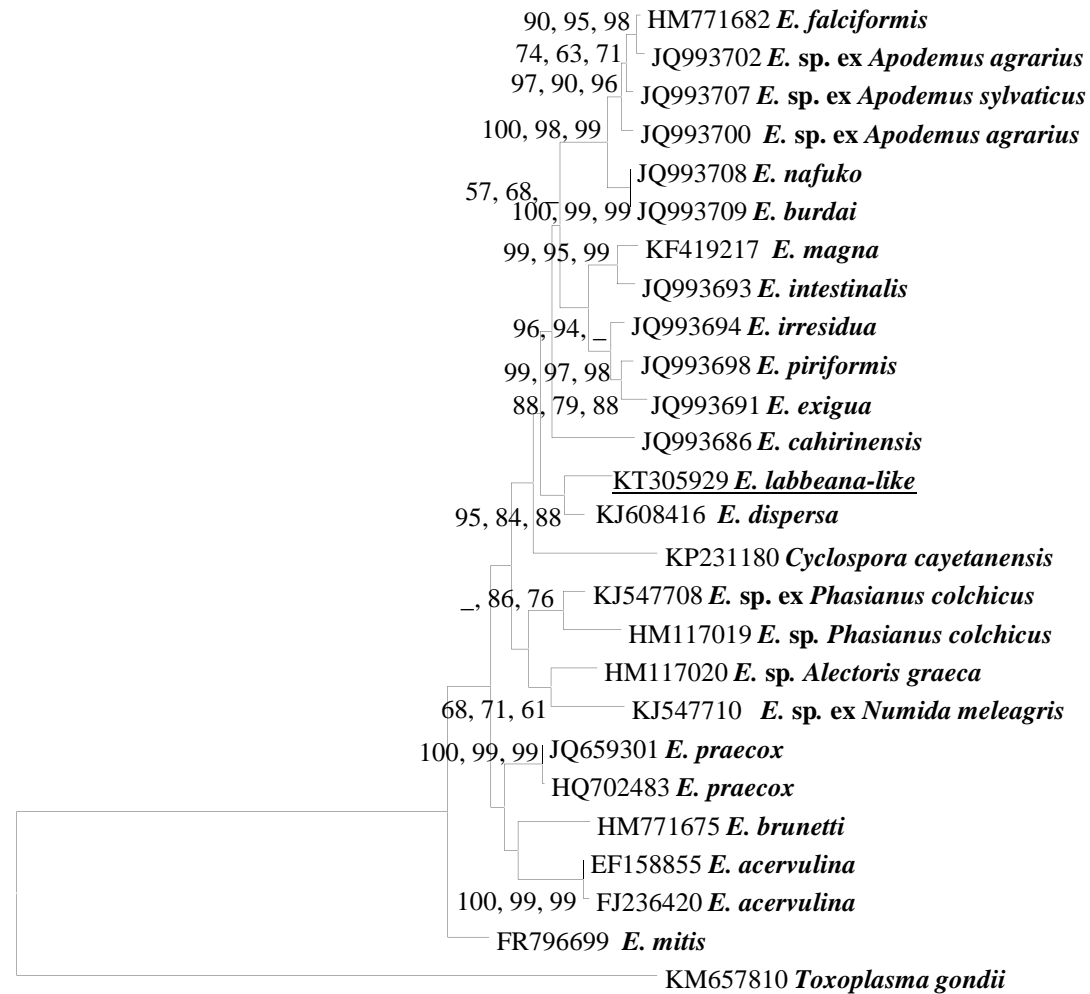 90, 95, 98 HM771682 E. falciformis
74, 63, 71 JQ993702 E. sp. ex Apodemus agrarius
97, 90, 96 JQ993707 E. sp. ex Apodemus sylvaticus
100, 98, 99 JQ993700 E. sp. ex Apodemus agrarius
JQ993708 E. nafuko
57, 68, _
100, 99, 99 JQ993709 E. burdai
99, 95, 99 KF419217 E. magna
JQ993693 E. intestinalis
96, 94, _ JQ993694 E. irresidua
99, 97, 98 JQ993698 E. piriformis
88, 79, 88 JQ993691 E. exigua
JQ993686 E. cahirinensis
KT305929 E. labbeana-like
95, 84, 88 KJ608416 E. dispersa
KP231180 Cyclospora cayetanensis
_, 86, 76 KJ547708 E. sp. ex Phasianus colchicus
HM117019 E. sp. Phasianus colchicus
HM117020 E. sp. Alectoris graeca
68, 71, 61 KJ547710 E. sp. ex Numida meleagris
100, 99, 99 JQ659301 E. praecox
HQ702483 E. praecox
HM771675 E. brunetti
EF158855 E. acervulina
100, 99, 99 FJ236420 E. acervulina
FR796699 E. mitis
KM657810 Toxoplasma gondii